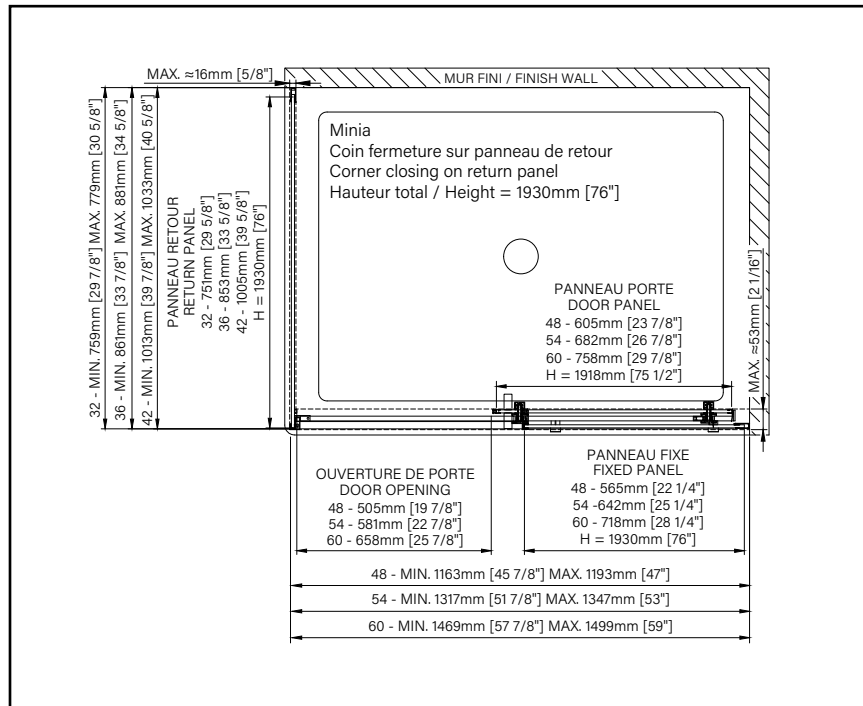 MAX. ≈16mm [5/8"]
MUR FINI / FINISH WALL
Minia
Coin fermeture sur panneau de retour
Corner closing on return panel
Hauteur total / Height = 1930mm [76"]
32 - MIN. 759mm [29 7/8"] MAX. 779mm [30 5/8"]
36 - MIN. 861mm [33 7/8"] MAX. 881mm [34 5/8"]
42 - MIN. 1013mm [39 7/8"] MAX. 1033mm [40 5/8"]
PANNEAU RETOUR
RETURN PANEL
32 - 751mm [29 5/8"]
36 - 853mm [33 5/8"]
42 - 1005mm [39 5/8"]
H = 1930mm [76"]
PANNEAU PORTE
DOOR PANEL
48 - 605mm [23 7/8"]
54 - 682mm [26 7/8"]
60 - 758mm [29 7/8"]
H = 1918mm [75 1/2"]
MAX. ≈53mm [2 1/16"]
OUVERTURE DE PORTE
DOOR OPENING
48 - 505mm [19 7/8"]
54 - 581mm [22 7/8"]
60 - 658mm [25 7/8"]
PANNEAU FIXE
FIXED PANEL
48 - 565mm [22 1/4"]
54 -642mm [25 1/4"]
60 - 718mm [28 1/4"]
H = 1930mm [76"]
48 - MIN. 1163mm [45 7/8"] MAX. 1193mm [47"]
54 - MIN. 1317mm [51 7/8"] MAX. 1347mm [53"]
60 - MIN. 1469mm [57 7/8"] MAX. 1499mm [59"]